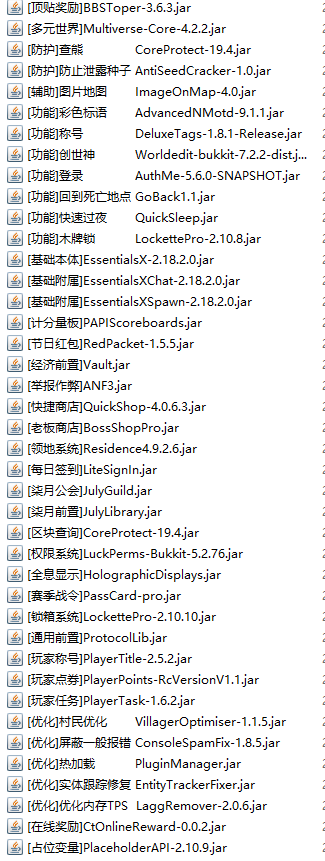 [顶贴奖励]BBSToper-3.6.3.jar
[多元世界]Multiverse-Core-4.2.2.jar
[防护]查熊 CoreProtect-19.4.jar
[防护]防止泄露种子 AntiSeedCracker-1.0.jar
[辅助]图片地图 ImageOnMap-4.0.jar
[功能]彩色标语 AdvancedNMotd-9.1.1.jar
[功能]称号 DeluxeTags-1.8.1-Release.jar
[功能]创世神 Worldedit-bukkit-7.2.2-dist.j...
[功能]登录 AuthMe-5.6.0-SNAPSHOT.jar
[功能]回到死亡地点 GoBack1.1.jar
[功能]快速过夜 QuickSleep.jar
[功能]木牌锁 LockettePro-2.10.8.jar
[基础本体]EssentialsX-2.18.2.0.jar
[基础附属]EssentialsXChat-2.18.2.0.jar
[基础附属]EssentialsXSpawn-2.18.2.0.jar
[计分量板]PAPIScoreboards.jar
[节日红包]RedPacket-1.5.5.jar
[经济前置]Vault.jar
[举报作弊]ANF3.jar
[快捷商店]QuickShop-4.0.6.3.jar
[老板商店]BossShopPro.jar
[领地系统]Residence4.9.2.6.jar
[每日签到]LiteSignIn.jar
[柒月公会]JulyGuild.jar
[柒月前置]JulyLibrary.jar
[区块查询]CoreProtect-19.4.jar
[权限系统]LuckPerms-Bukkit-5.2.76.jar
[全息显示]HolographicDisplays.jar
[赛季战令]PassCard-pro.jar
[锁箱系统]LockettePro-2.10.10.jar
[通用前置]ProtocolLib.jar
[玩家称号]PlayerTitle-2.5.2.jar
[玩家点券]PlayerPoints-RcVersionV1.1.jar
[玩家任务]PlayerTask-1.6.2.jar
[优化]村民优化 VillagerOptimiser-1.1.5.jar
[优化]屏蔽一般报错 ConsoleSpamFix-1.8.5.jar
[优化]热加载 PluginManager.jar
[优化]实体跟踪修复 EntityTrackerFixer.jar
[优化]优化内存TPS LaggRemover-2.0.6.jar
[在线奖励]CtOnlineReward-0.0.2.jar
[占位变量]PlaceholderAPI-2.10.9.jar